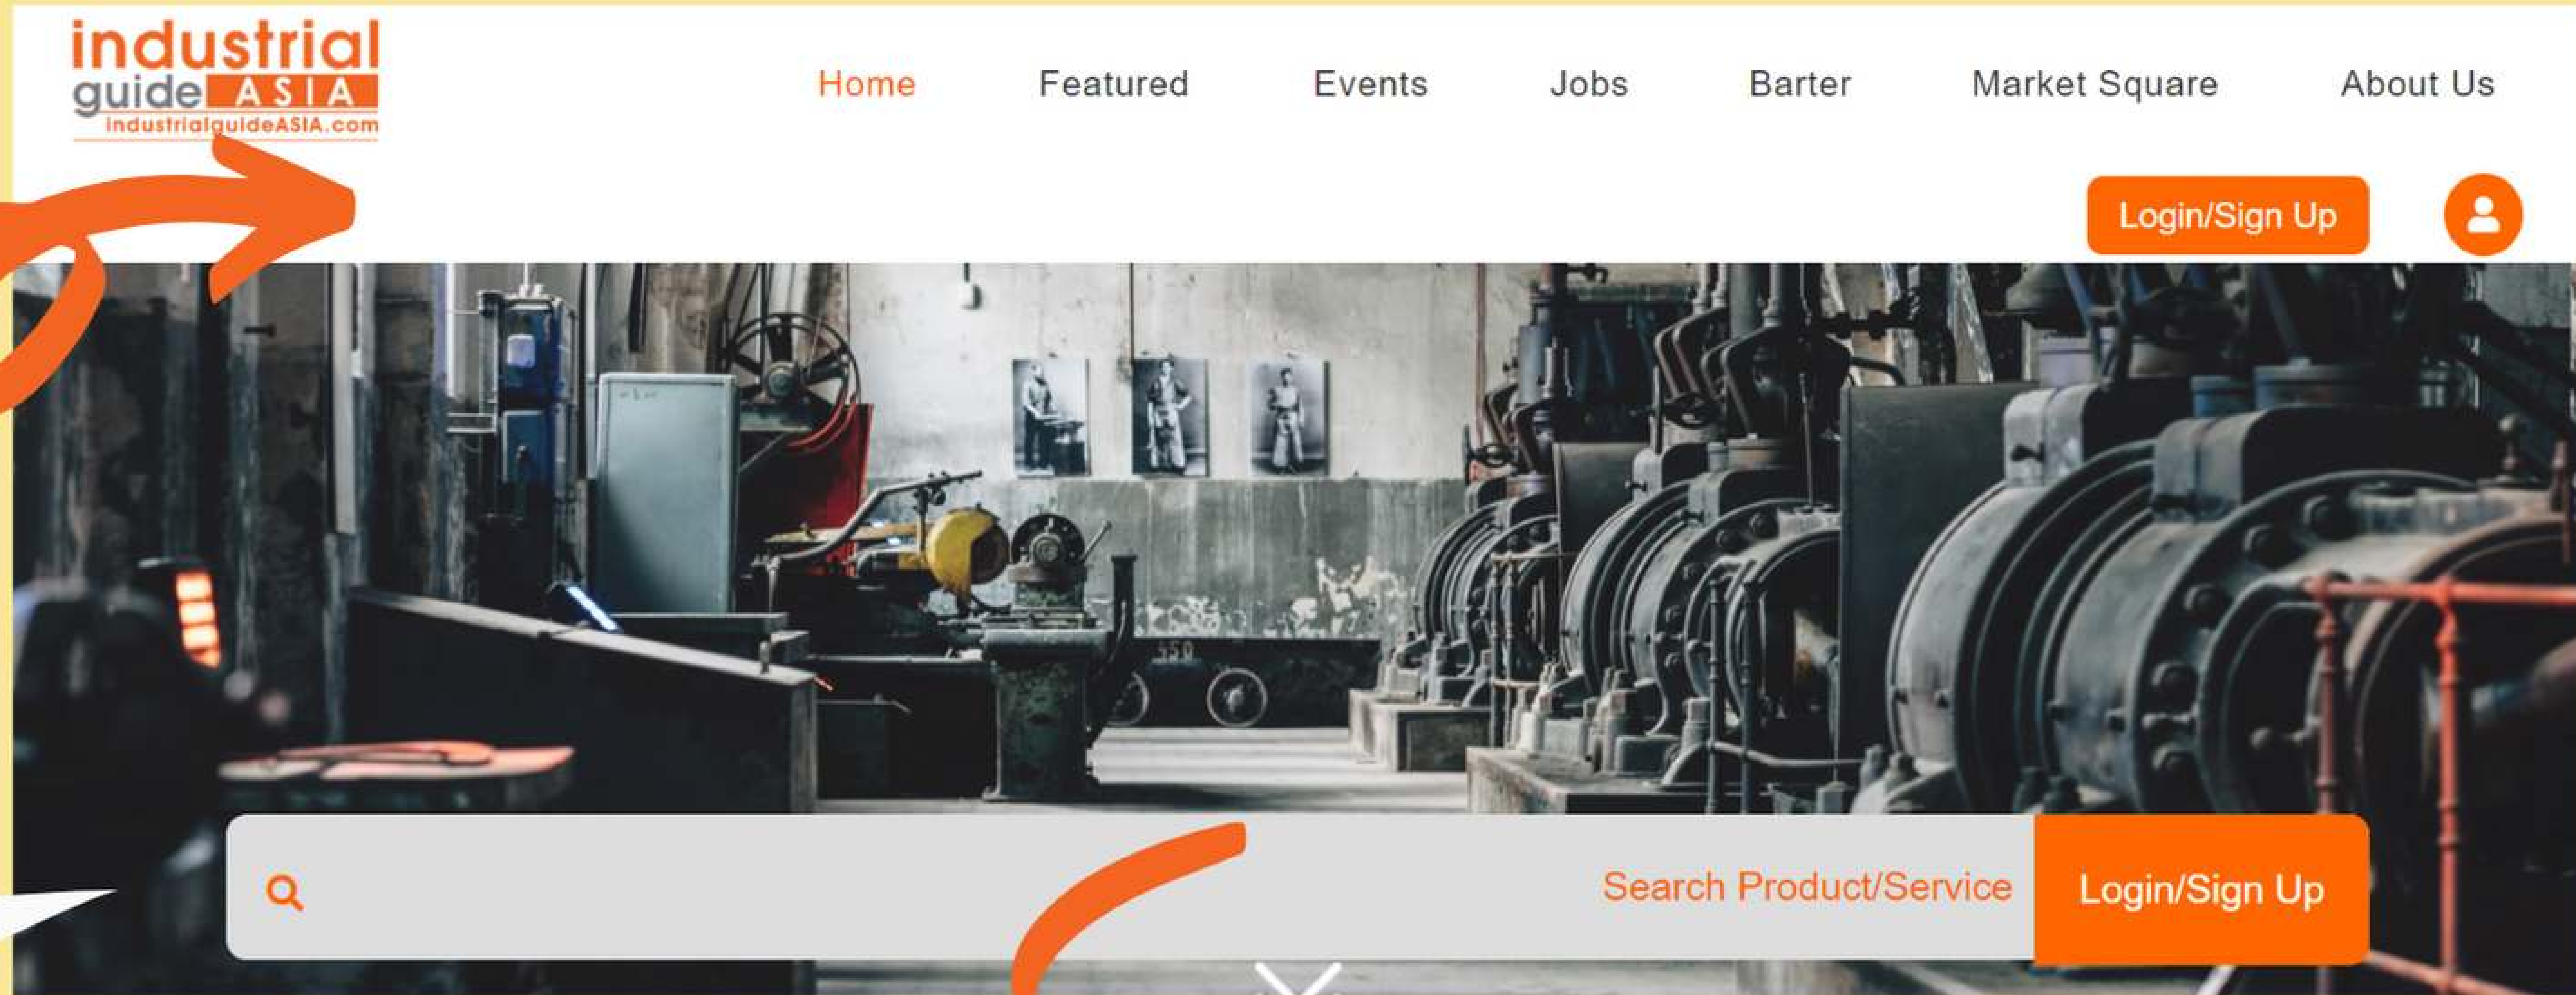 industrial
guide ASIA
industrialguideASIA.com
Home Featured Events Jobs Barter Market Square About Us
Login/Sign Up
550
Search Product/Service Login/Sign Up